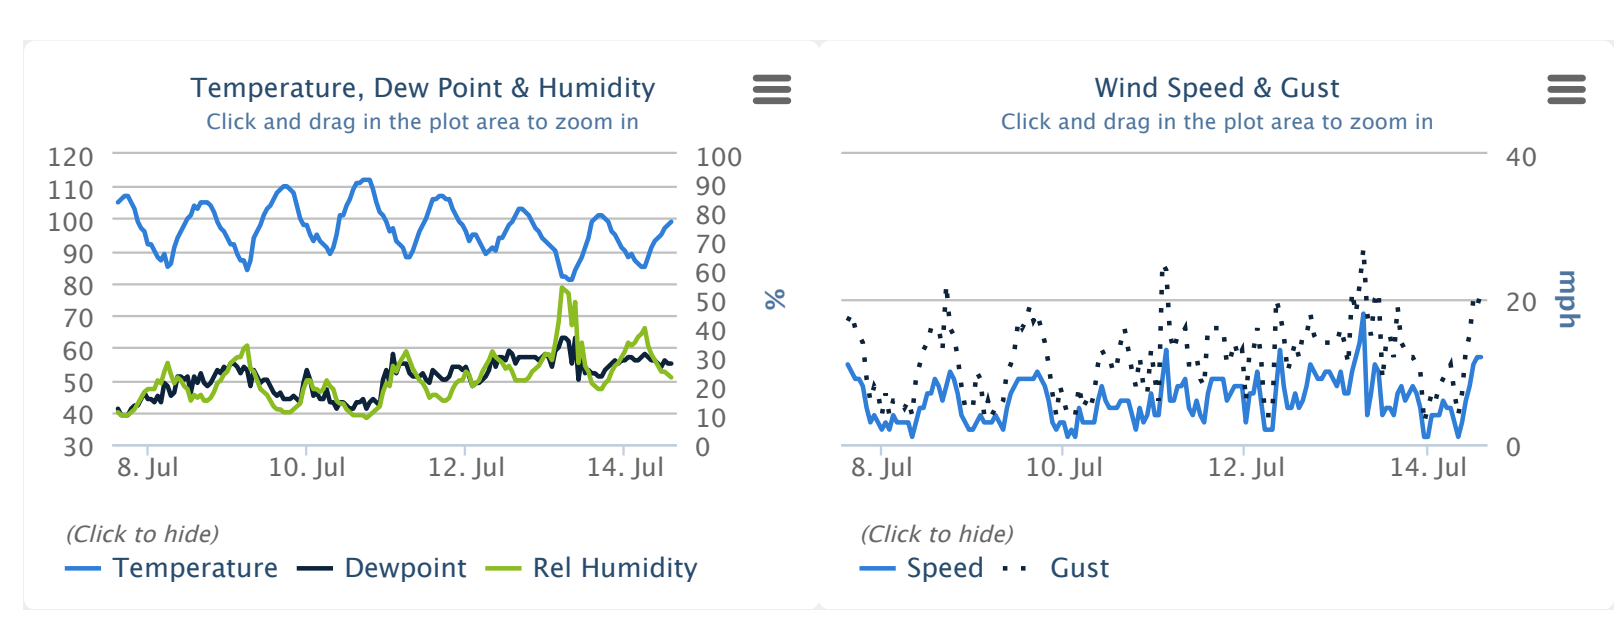 Temperature, Dew Point & Humidity
Click and drag in the plot area to zoom in
120
110
100
90
80
70
60
50
40
30
100
90
80
70
60
50
40
30
20
10
0
%
8. Jul
10. Jul
12. Jul
14. Jul
(Click to hide)
Temperature Dewpoint Rel Humidity
Wind Speed & Gust
Click and drag in the plot area to zoom in
40
20
0
mph
8. Jul
10. Jul
12. Jul
14. Jul
(Click to hide)
Speed Gust